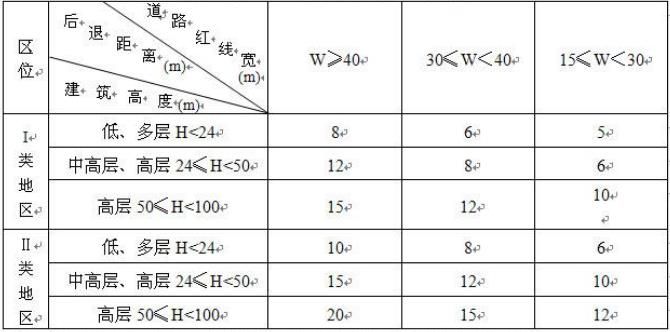 区位 后退距离(m) 道路红线宽(m) 建筑高度(m) W≥40 30≤W<40 15≤W<30
I类地区 低、多层 H<24 8 6 5
中高层、高层 24≤H<50 12 8 6
高层 50≤H<100 15 12 10
II类地区 低、多层 H<24 10 8 6
中高层、高层 24≤H<50 15 12 10
高层 50≤H<100 20 15 12